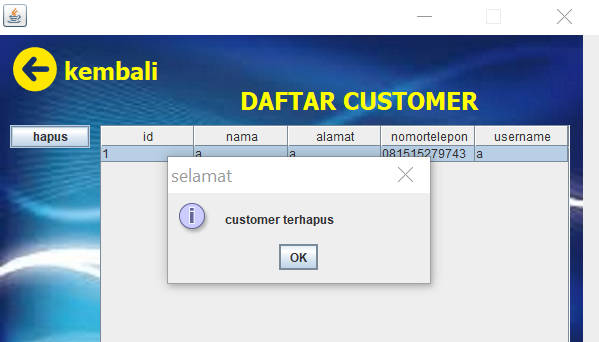 kembali
DAFTAR CUSTOMER
hapus
id nama alamat nomortelepon username
1 a a 081515279743 a
selamat
customer terhapus
OK